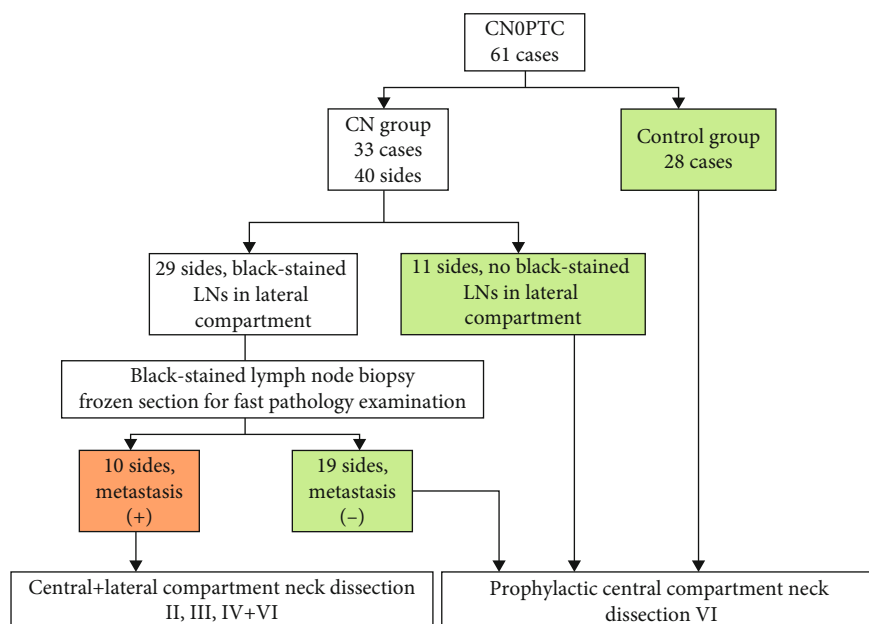 CN0PTC
61 cases
CN group
33 cases
40 sides
Control group
28 cases
29 sides, black-stained
LNs in lateral
compartment
11 sides, no black-stained
LNs in lateral
compartment
Black-stained lymph node biopsy
frozen section for fast pathology examination
10 sides,
metastasis
(+)
19 sides,
metastasis
(–)
Central+lateral compartment neck dissection
II, III, IV+VI
Prophylactic central compartment neck
dissection VI